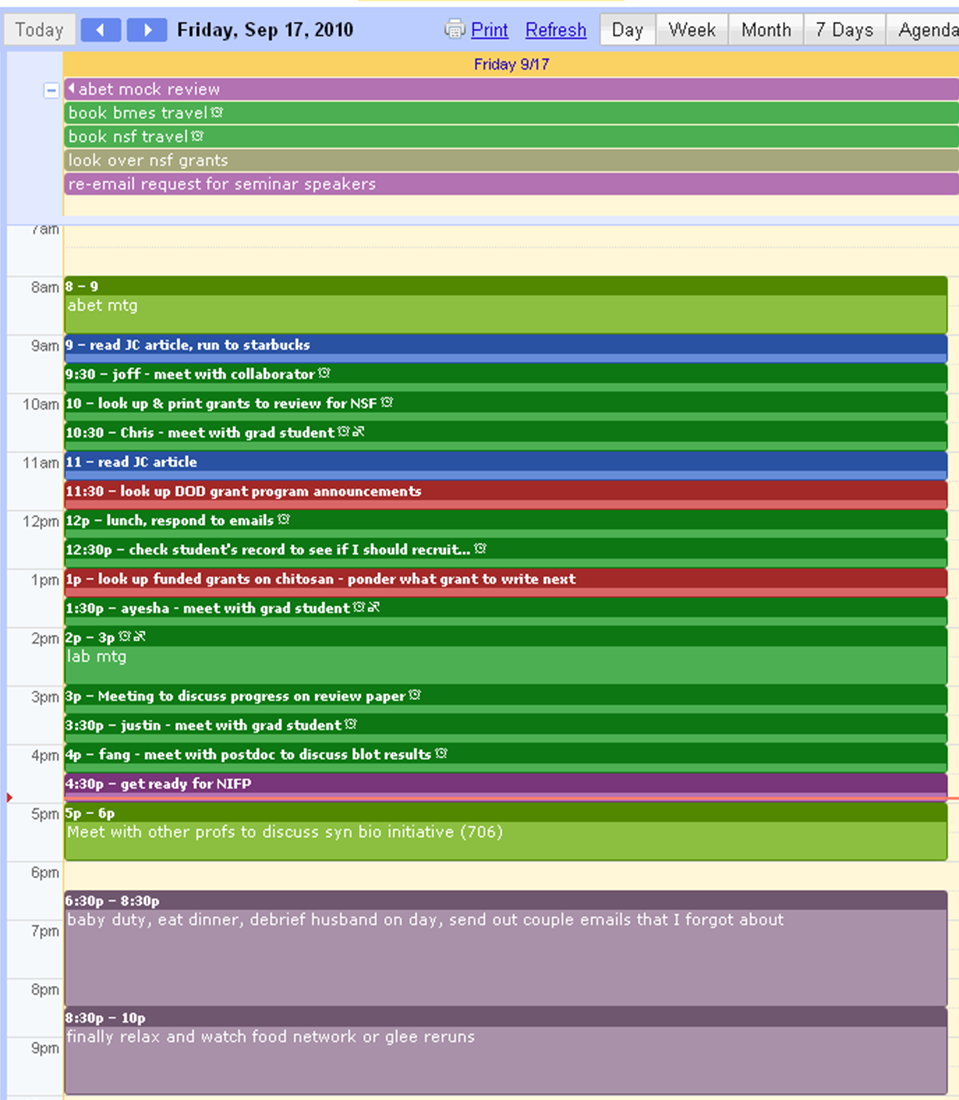 Today Friday, Sep 17, 2010 Print Refresh Day Week Month 7 Days Agenda
Friday 9/17
abet mock review
book bmes travel
book nsf travel
look over nsf grants
re-email request for seminar speakers
7am
8am 8 – 9
abet mtg
9am 9 – read JC article, run to starbucks
9:30 – joff - meet with collaborator
10am 10 – look up & print grants to review for NSF
10:30 – Chris - meet with grad student
11am 11 – read JC article
11:30 – look up DOD grant program announcements
12pm 12p – lunch, respond to emails
12:30p – check student's record to see if I should recruit...
1pm 1p – look up funded grants on chitosan - ponder what grant to write next
1:30p – ayesha - meet with grad student
2pm 2p – 3p
lab mtg
3pm 3p – Meeting to discuss progress on review paper
3:30p – justin - meet with grad student
4pm 4p – fang - meet with postdoc to discuss blot results
4:30p – get ready for NIFP
5pm 5p – 6p
Meet with other profs to discuss syn bio initiative (706)
6pm
6:30p – 8:30p
baby duty, eat dinner, debrief husband on day, send out couple emails that I forgot about
7pm
8pm
8:30p – 10p
finally relax and watch food network or glee reruns
9pm